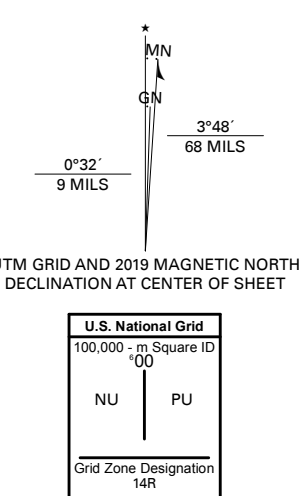 ★
MN
GN
3°48´
68 MILS
0°32´
9 MILS
UTM GRID AND 2019 MAGNETIC NORTH
DECLINATION AT CENTER OF SHEET
U.S. National Grid
100,000 - m Square ID
⁶00
NU PU
Grid Zone Designation
14R